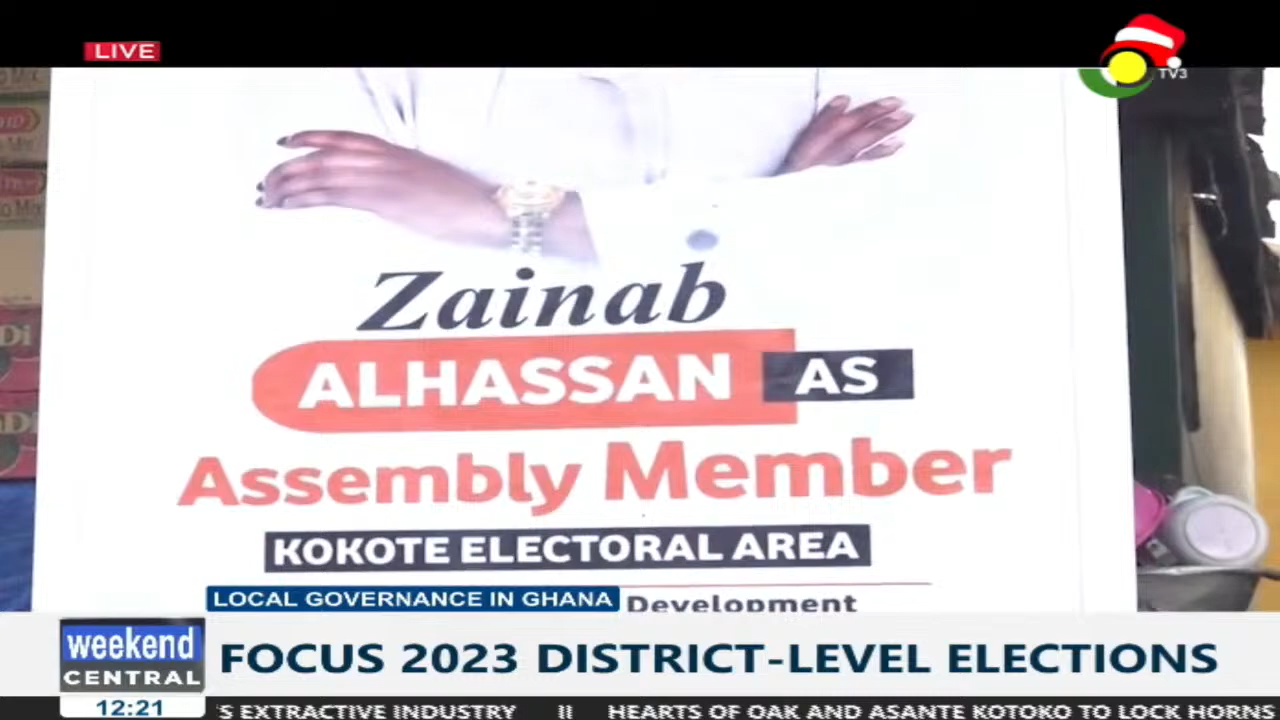 LIVE
TV3
Zainab
ALHASSAN AS
Assembly Member
KOKOTE ELECTORAL AREA
LOCAL GOVERNANCE IN GHANA
Development
weekend
CENTRAL
FOCUS 2023 DISTRICT-LEVEL ELECTIONS
12:21
'S EXTRACTIVE INDUSTRY II HEARTS OF OAK AND ASANTE KOTOKO TO LOCK HORNS